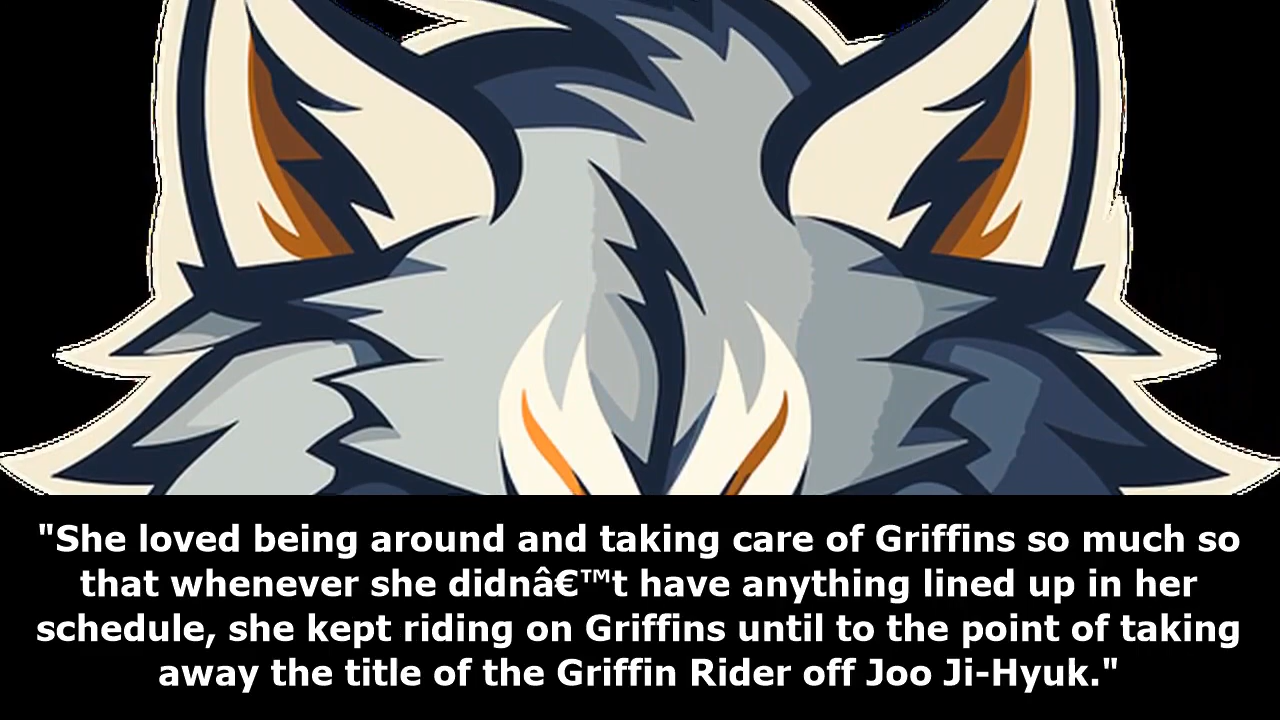 "She loved being around and taking care of Griffins so much so
that whenever she didnâ€™t have anything lined up in her
schedule, she kept riding on Griffins until to the point of taking
away the title of the Griffin Rider off Joo Ji-Hyuk."